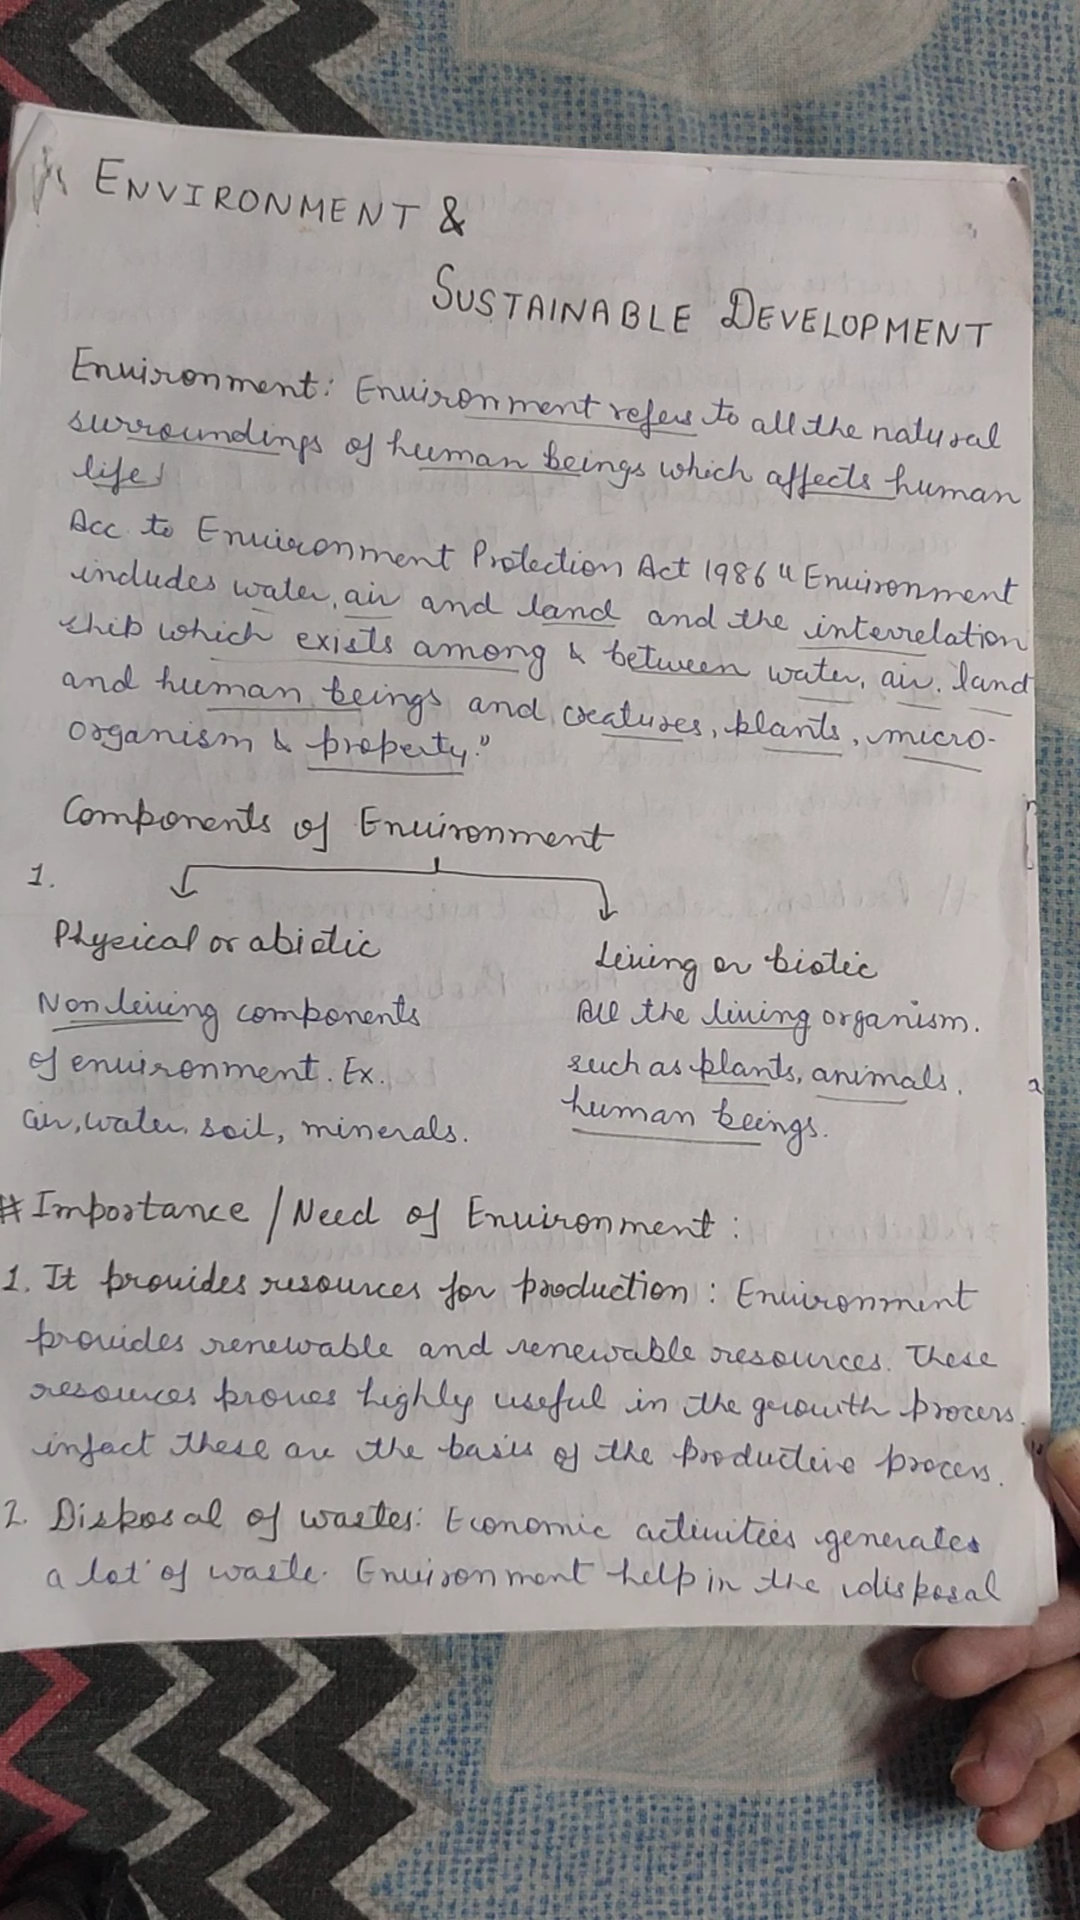 ENVIRONMENT &
SUSTAINABLE DEVELOPMENT
Environment: Environment refers to all the natural
surroundings of human beings which affects human
life!
Acc to Environment Protection Act 1986 "Environment
includes water, air and land and the interrelation
ship which exists among & between water, air, land
and human beings and creatures, plants, micro-
organism & property."
Components of Environment
1.
Physical or abiotic
Non living components
of environment. Ex.
air, water, soil, minerals.
Living or biotic
All the living organism.
such as plants, animals,
human beings.
# Importance / Need of Environment:
1. It provides resources for production: Environment
provides renewable and renewable resources. These
resources proves highly useful in the growth process.
infact these are the basis of the productive process.
2. Disposal of wastes: Economic activities generates
a lot of waste. Environment help in the disposal